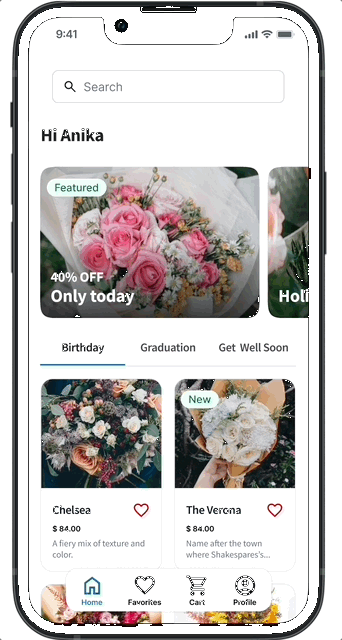 9:41
Search
Hi Anika
Featured
40% OFF
Only today
Holi
Birthday
Graduation
Get Well Soon
New
Chelsea
$ 84.00
A fiery mix of texture and
color.
The Verona
$ 84.00
Name after the town
where Shakespares's...
Home
Favorites
Cart
Profile